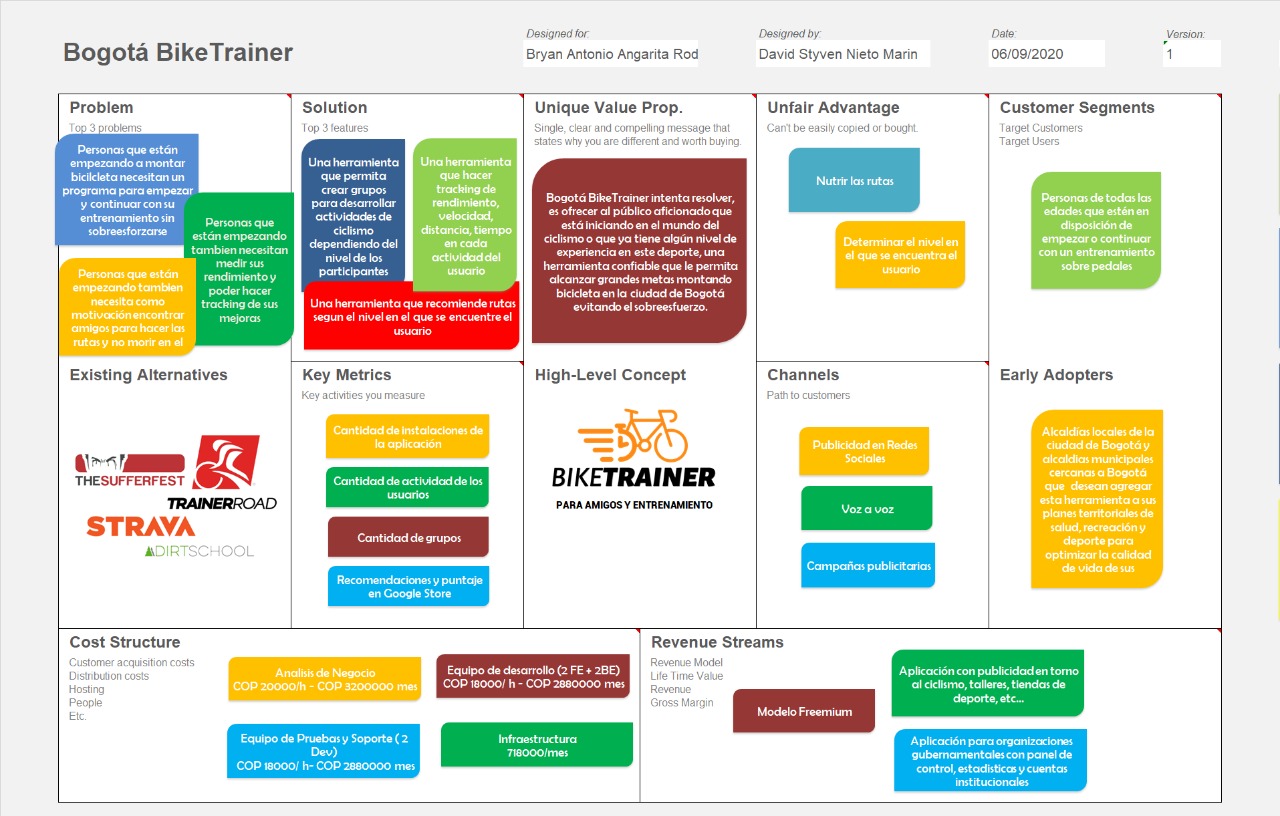 Bogotá BikeTrainer
Designed for:
Bryan Antonio Angarita Rod
Designed by:
David Styven Nieto Marin
Date:
06/09/2020
Version:
1
Problem
Top 3 problems
Personas que están
empezando a montar
bicilcleta necesitan un
programa para empezar
y continuar con su
entrenamiento sin
sobreesforzarse
Personas que
están empezando
tambien necesitan
medir sus
rendimiento y
poder hacer
tracking de sus
mejoras
Personas que están
empezando tambien
necesita como
motivación encontrar
amigos para hacer las
rutas y no morir en el
Solution
Top 3 features
Una herramienta
que permita
crear grupos
para desarrollar
actividades de
ciclismo
dependiendo del
nivel de los
participantes
Una herramienta
que hacer
tracking de
rendimiento,
velocidad,
distancia, tiempo
en cada
actividad del
usuario
Una herramienta que recomiende rutas
segun el nivel en el que se encuentre el
usuario
Unique Value Prop.
Single, clear and compelling message that
states why you are different and worth buying.
Bogotá BikeTrainer intenta resolver,
es ofrecer al público aficionado que
está iniciando en el mundo del
ciclismo o que ya tiene algún nivel de
experiencia en este deporte, una
herramienta confiable que le permita
alcanzar grandes metas montando
bicicleta en la ciudad de Bogotá
evitando el sobreesfuerzo.
Unfair Advantage
Can't be easily copied or bought.
Nutrir las rutas
Determinar el nivel en
el que se encuentra el
usuario
Customer Segments
Target Customers
Target Users
Personas de todas las
edades que estén en
disposición de
empezar o continuar
con un entrenamiento
sobre pedales
Existing Alternatives
THESUFFERFEST
TRAINERROAD
STRAVA
DIRTSCHOOL
Key Metrics
Key activities you measure
Cantidad de instalaciones de
la aplicación
Cantidad de actividad de los
usuarios
Cantidad de grupos
Recomendaciones y puntaje
en Google Store
High-Level Concept
BIKETRAINER
PARA AMIGOS Y ENTRENAMIENTO
Channels
Path to customers
Publicidad en Redes
Sociales
Voz a voz
Campañas publicitarias
Early Adopters
Alcaldías locales de la
ciudad de Bogotá y
alcaldías municipales
cercanas a Bogotá
que desean agregar
esta herramienta a sus
planes territoriales de
salud, recreación y
deporte para
optimizar la calidad
de vida de sus
Cost Structure
Customer acquisition costs
Distribution costs
Hosting
People
Etc.
Analisis de Negocio
COP 20000/h - COP 3200000 mes
Equipo de desarrollo (2 FE + 2BE)
COP 18000/ h - COP 2880000 mes
Equipo de Pruebas y Soporte ( 2
Dev)
COP 18000/ h- COP 2880000 mes
Infraestructura
718000/mes
Revenue Streams
Revenue Model
Life Time Value
Revenue
Gross Margin
Modelo Freemium
Aplicación con publicidad en torno
al ciclismo, talleres, tiendas de
deporte, etc...
Aplicación para organizaciones
gubernamentales con panel de
control, estadisticas y cuentas
institucionales